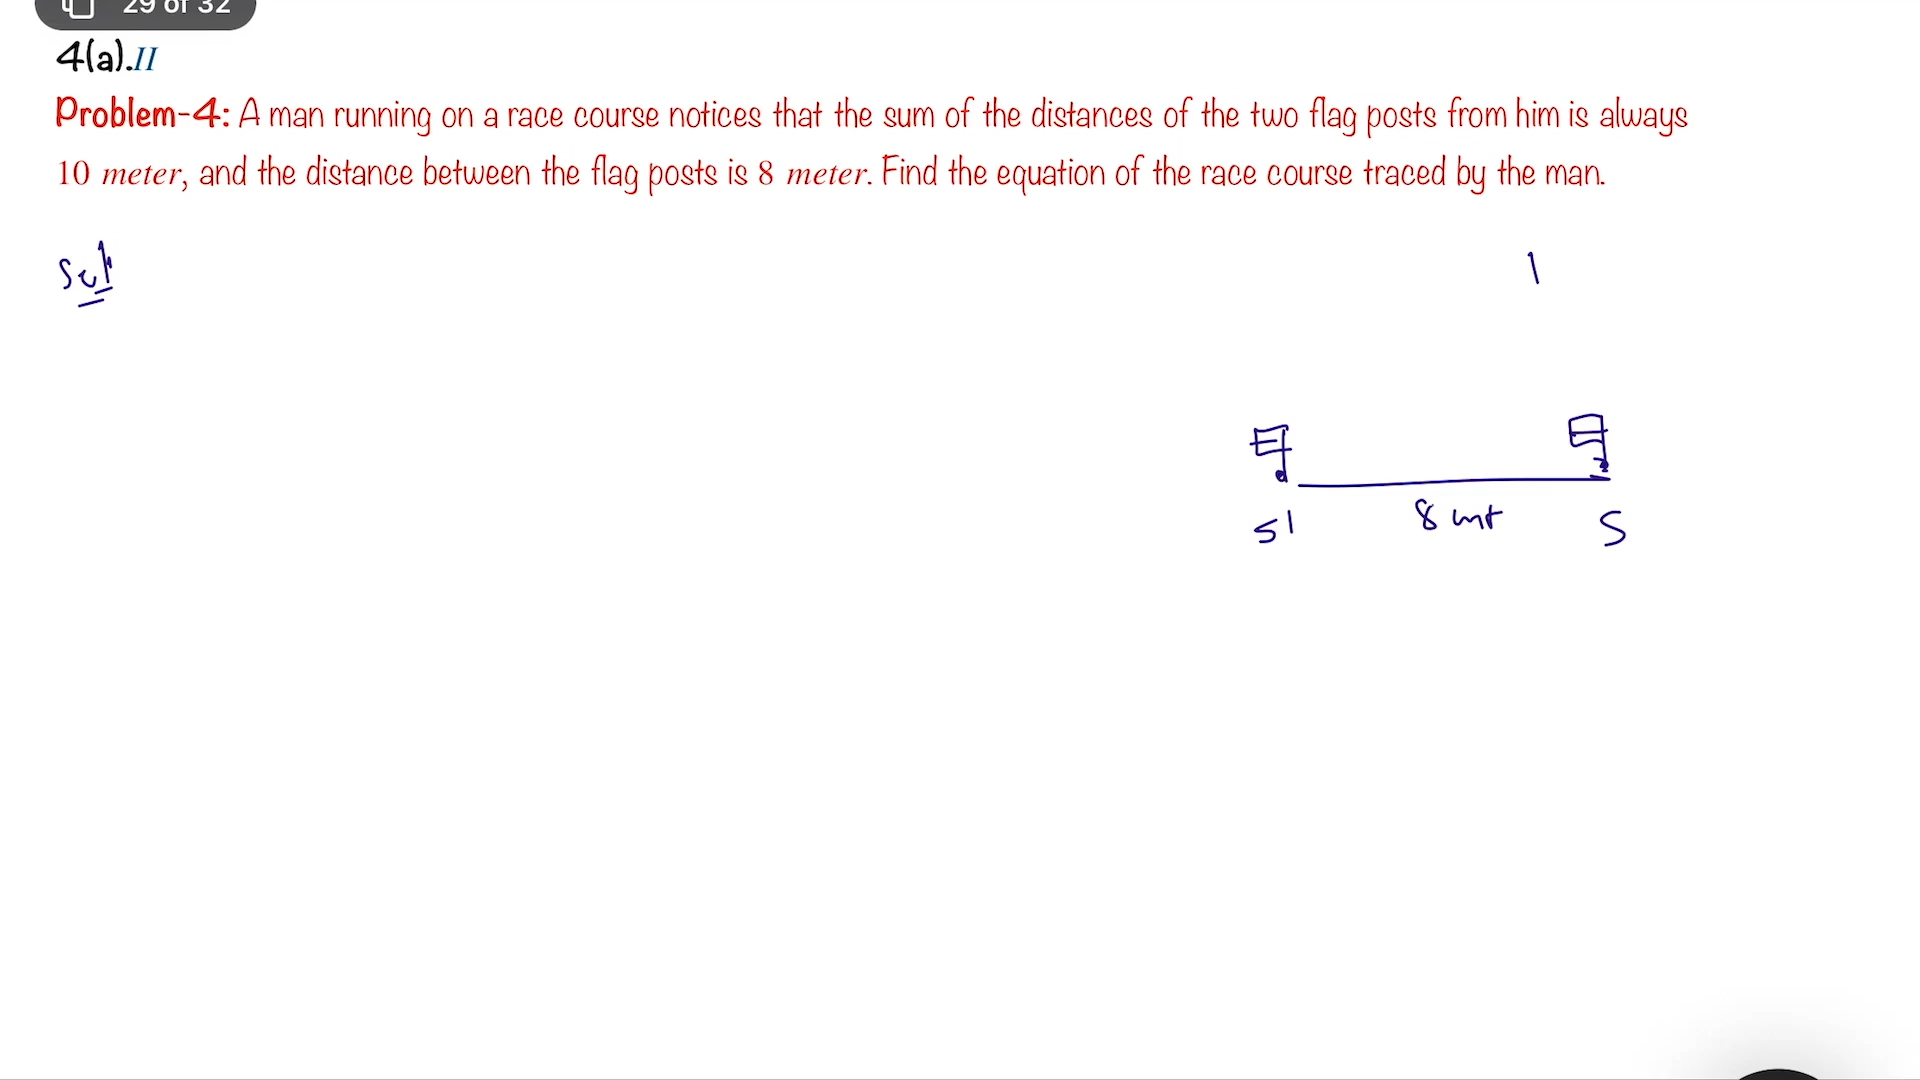 29 of 32
4(a).II
Problem-4: A man running on a race course notices that the sum of the distances of the two flag posts from him is always
10 meter, and the distance between the flag posts is 8 meter. Find the equation of the race course traced by the man.
Sol
S' 8 mt S